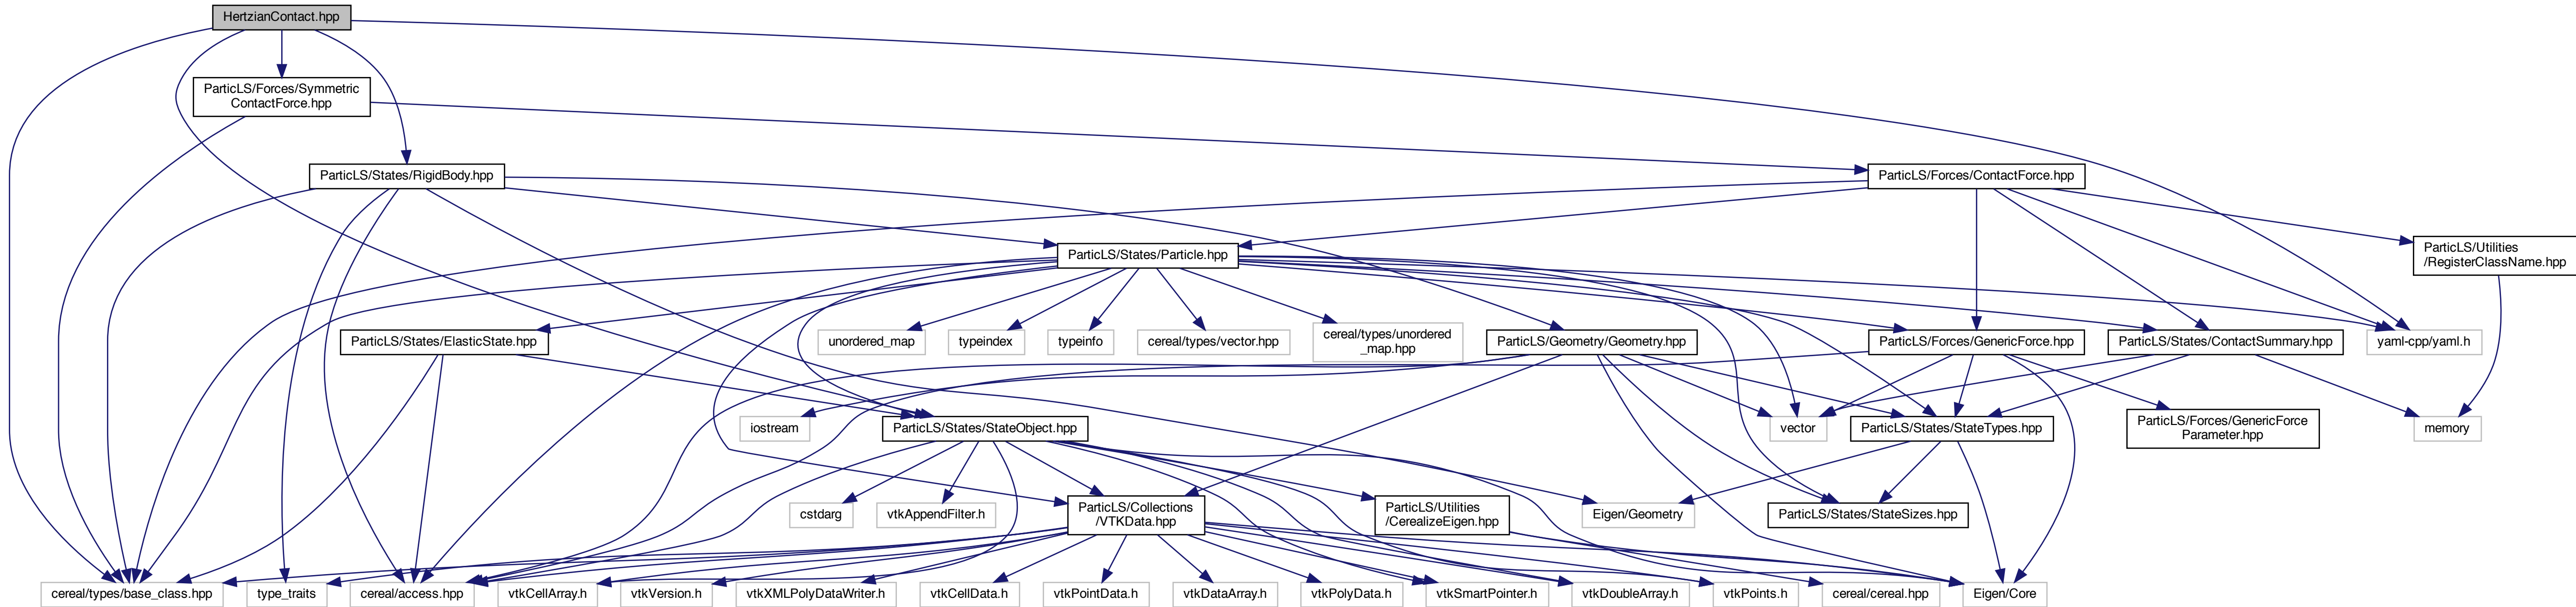 HertzianContact.hpp
ParticLS/Forces/Symmetric
ContactForce.hpp
ParticLS/States/RigidBody.hpp
ParticLS/Forces/ContactForce.hpp
ParticLS/States/Particle.hpp
ParticLS/Utilities
/RegisterClassName.hpp
ParticLS/States/ElasticState.hpp
unordered_map
typeindex
typeinfo
cereal/types/vector.hpp
cereal/types/unordered
_map.hpp
ParticLS/Geometry/Geometry.hpp
ParticLS/Forces/GenericForce.hpp
ParticLS/States/ContactSummary.hpp
yaml-cpp/yaml.h
iostream
ParticLS/States/StateObject.hpp
vector
ParticLS/States/StateTypes.hpp
ParticLS/Forces/GenericForce
Parameter.hpp
memory
cstdarg
vtkAppendFilter.h
ParticLS/Collections
/VTKData.hpp
ParticLS/Utilities
/CerealizeEigen.hpp
Eigen/Geometry
ParticLS/States/StateSizes.hpp
cereal/types/base_class.hpp
type_traits
cereal/access.hpp
vtkCellArray.h
vtkVersion.h
vtkXMLPolyDataWriter.h
vtkCellData.h
vtkPointData.h
vtkDataArray.h
vtkPolyData.h
vtkSmartPointer.h
vtkDoubleArray.h
vtkPoints.h
cereal/cereal.hpp
Eigen/Core